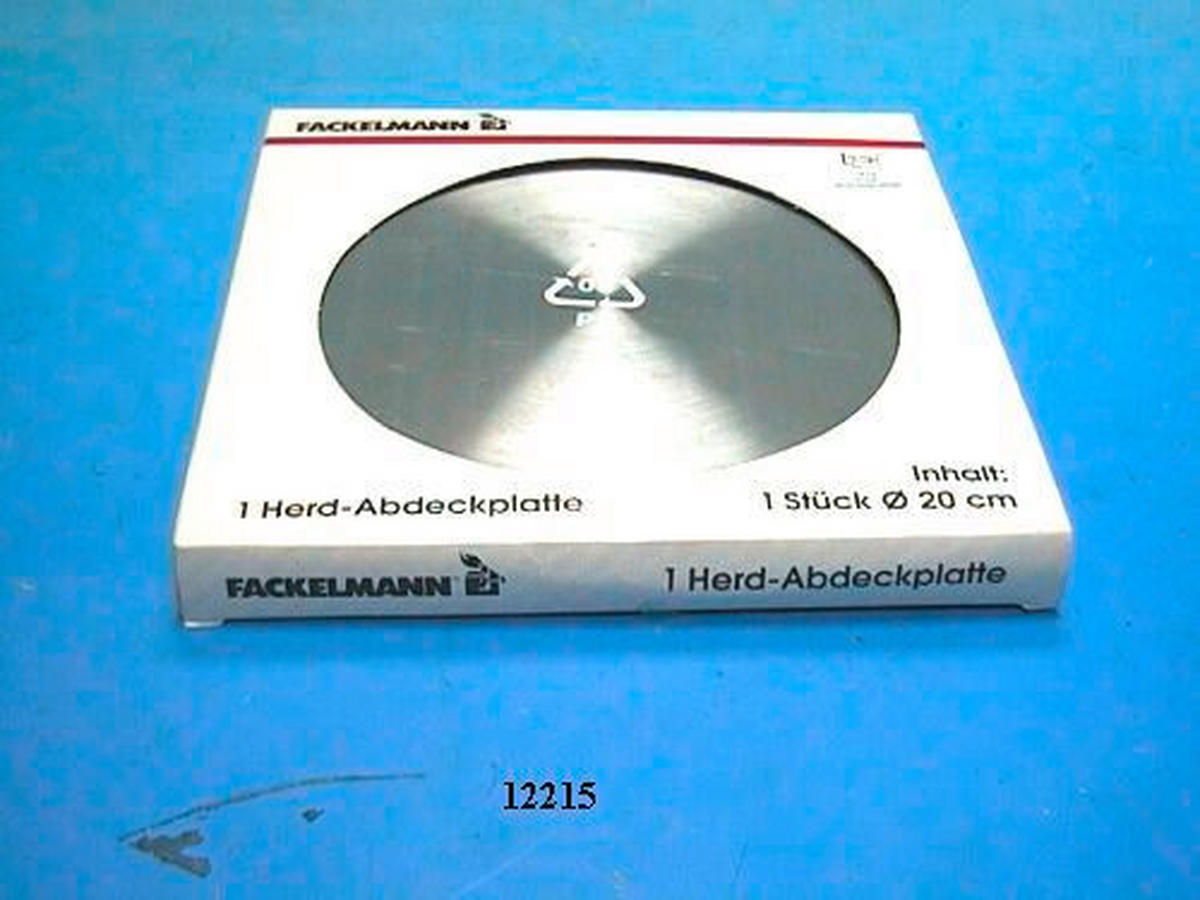 FACKELMANN
1 Herd-Abdeckplatte
Inhalt:
1 Stück Ø 20 cm
FACKELMANN
1 Herd-Abdeckplatte
12215